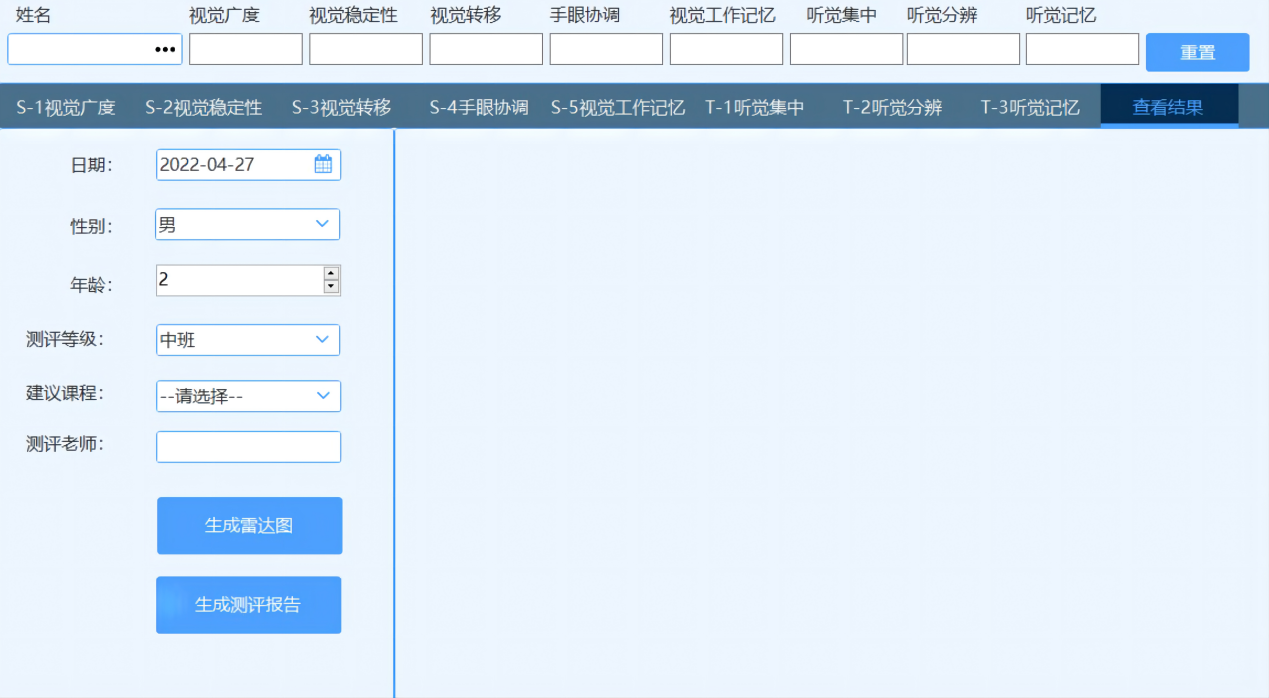 姓名 视觉广度 视觉稳定性 视觉转移 手眼协调 视觉工作记忆 听觉集中 听觉分辨 听觉记忆
••• 重置
S-1视觉广度 S-2视觉稳定性 S-3视觉转移 S-4手眼协调 S-5视觉工作记忆 T-1听觉集中 T-2听觉分辨 T-3听觉记忆 查看结果
日期： 2022-04-27
性别： 男
年龄： 2
测评等级： 中班
建议课程： --请选择--
测评老师：
生成雷达图
生成测评报告